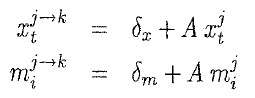 x_t^{j→k} = δ_x + A x_t^j
m_i^{j→k} = δ_m + A m_i^j